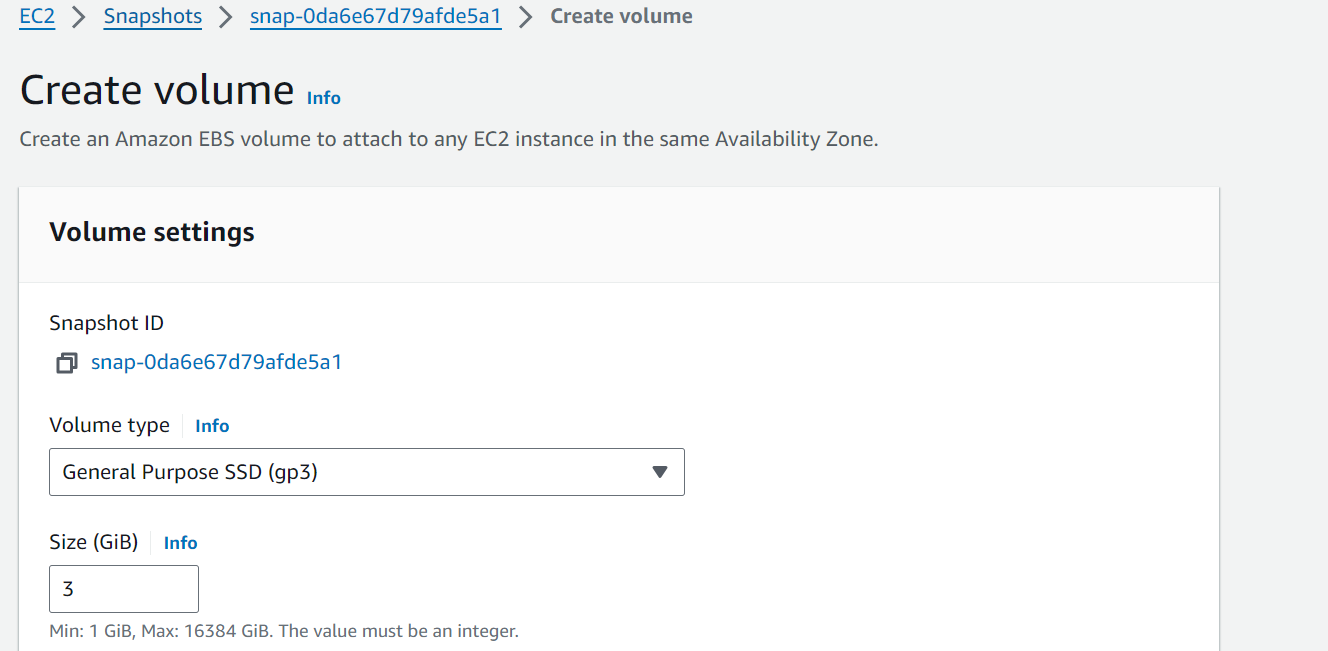 EC2 > Snapshots > snap-0da6e67d79afde5a1 > Create volume
Create volume Info
Create an Amazon EBS volume to attach to any EC2 instance in the same Availability Zone.
Volume settings
Snapshot ID
snap-0da6e67d79afde5a1
Volume type Info
General Purpose SSD (gp3)
Size (GiB) Info
3
Min: 1 GiB, Max: 16384 GiB. The value must be an integer.